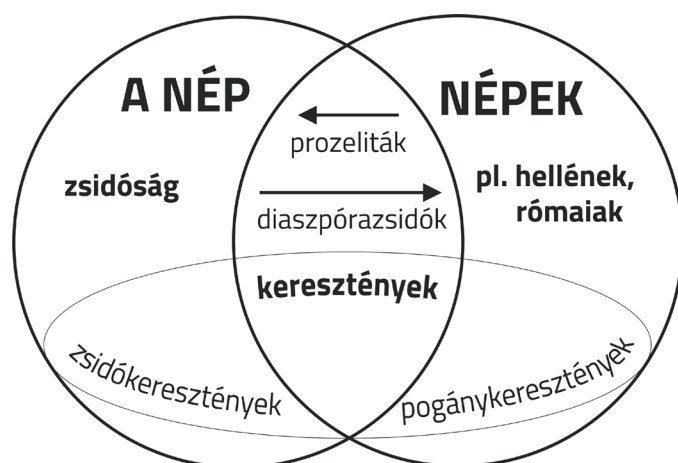 A NÉP
NÉPEK
prozeliták
zsidóság
pl. hellének,
rómaiak
diaszpórazsidók
keresztények
zsidókeresztények
pogánykeresztények